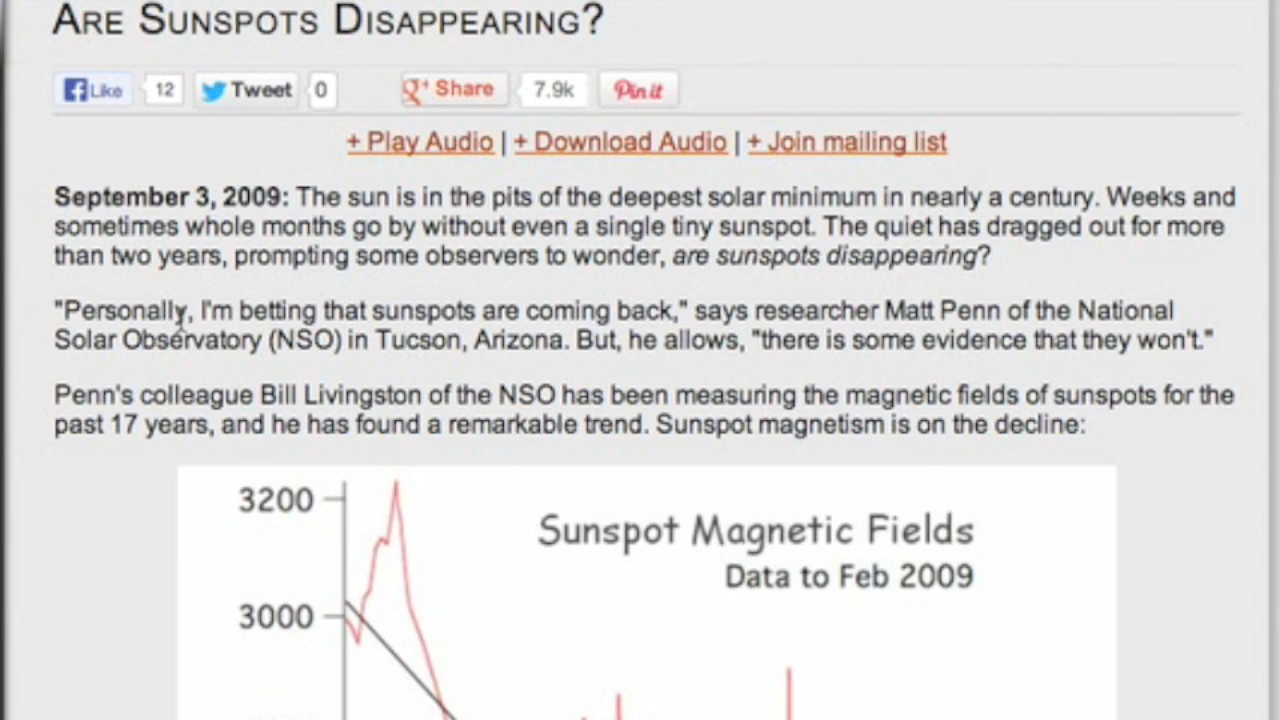 ARE SUNSPOTS DISAPPEARING?
Like 12 Tweet 0 g+ Share 7.9k Pin it
+ Play Audio | + Download Audio | + Join mailing list
September 3, 2009: The sun is in the pits of the deepest solar minimum in nearly a century. Weeks and
sometimes whole months go by without even a single tiny sunspot. The quiet has dragged out for more
than two years, prompting some observers to wonder, are sunspots disappearing?
"Personally, I'm betting that sunspots are coming back," says researcher Matt Penn of the National
Solar Observatory (NSO) in Tucson, Arizona. But, he allows, "there is some evidence that they won't."
Penn's colleague Bill Livingston of the NSO has been measuring the magnetic fields of sunspots for the
past 17 years, and he has found a remarkable trend. Sunspot magnetism is on the decline:
3200
Sunspot Magnetic Fields
Data to Feb 2009
3000